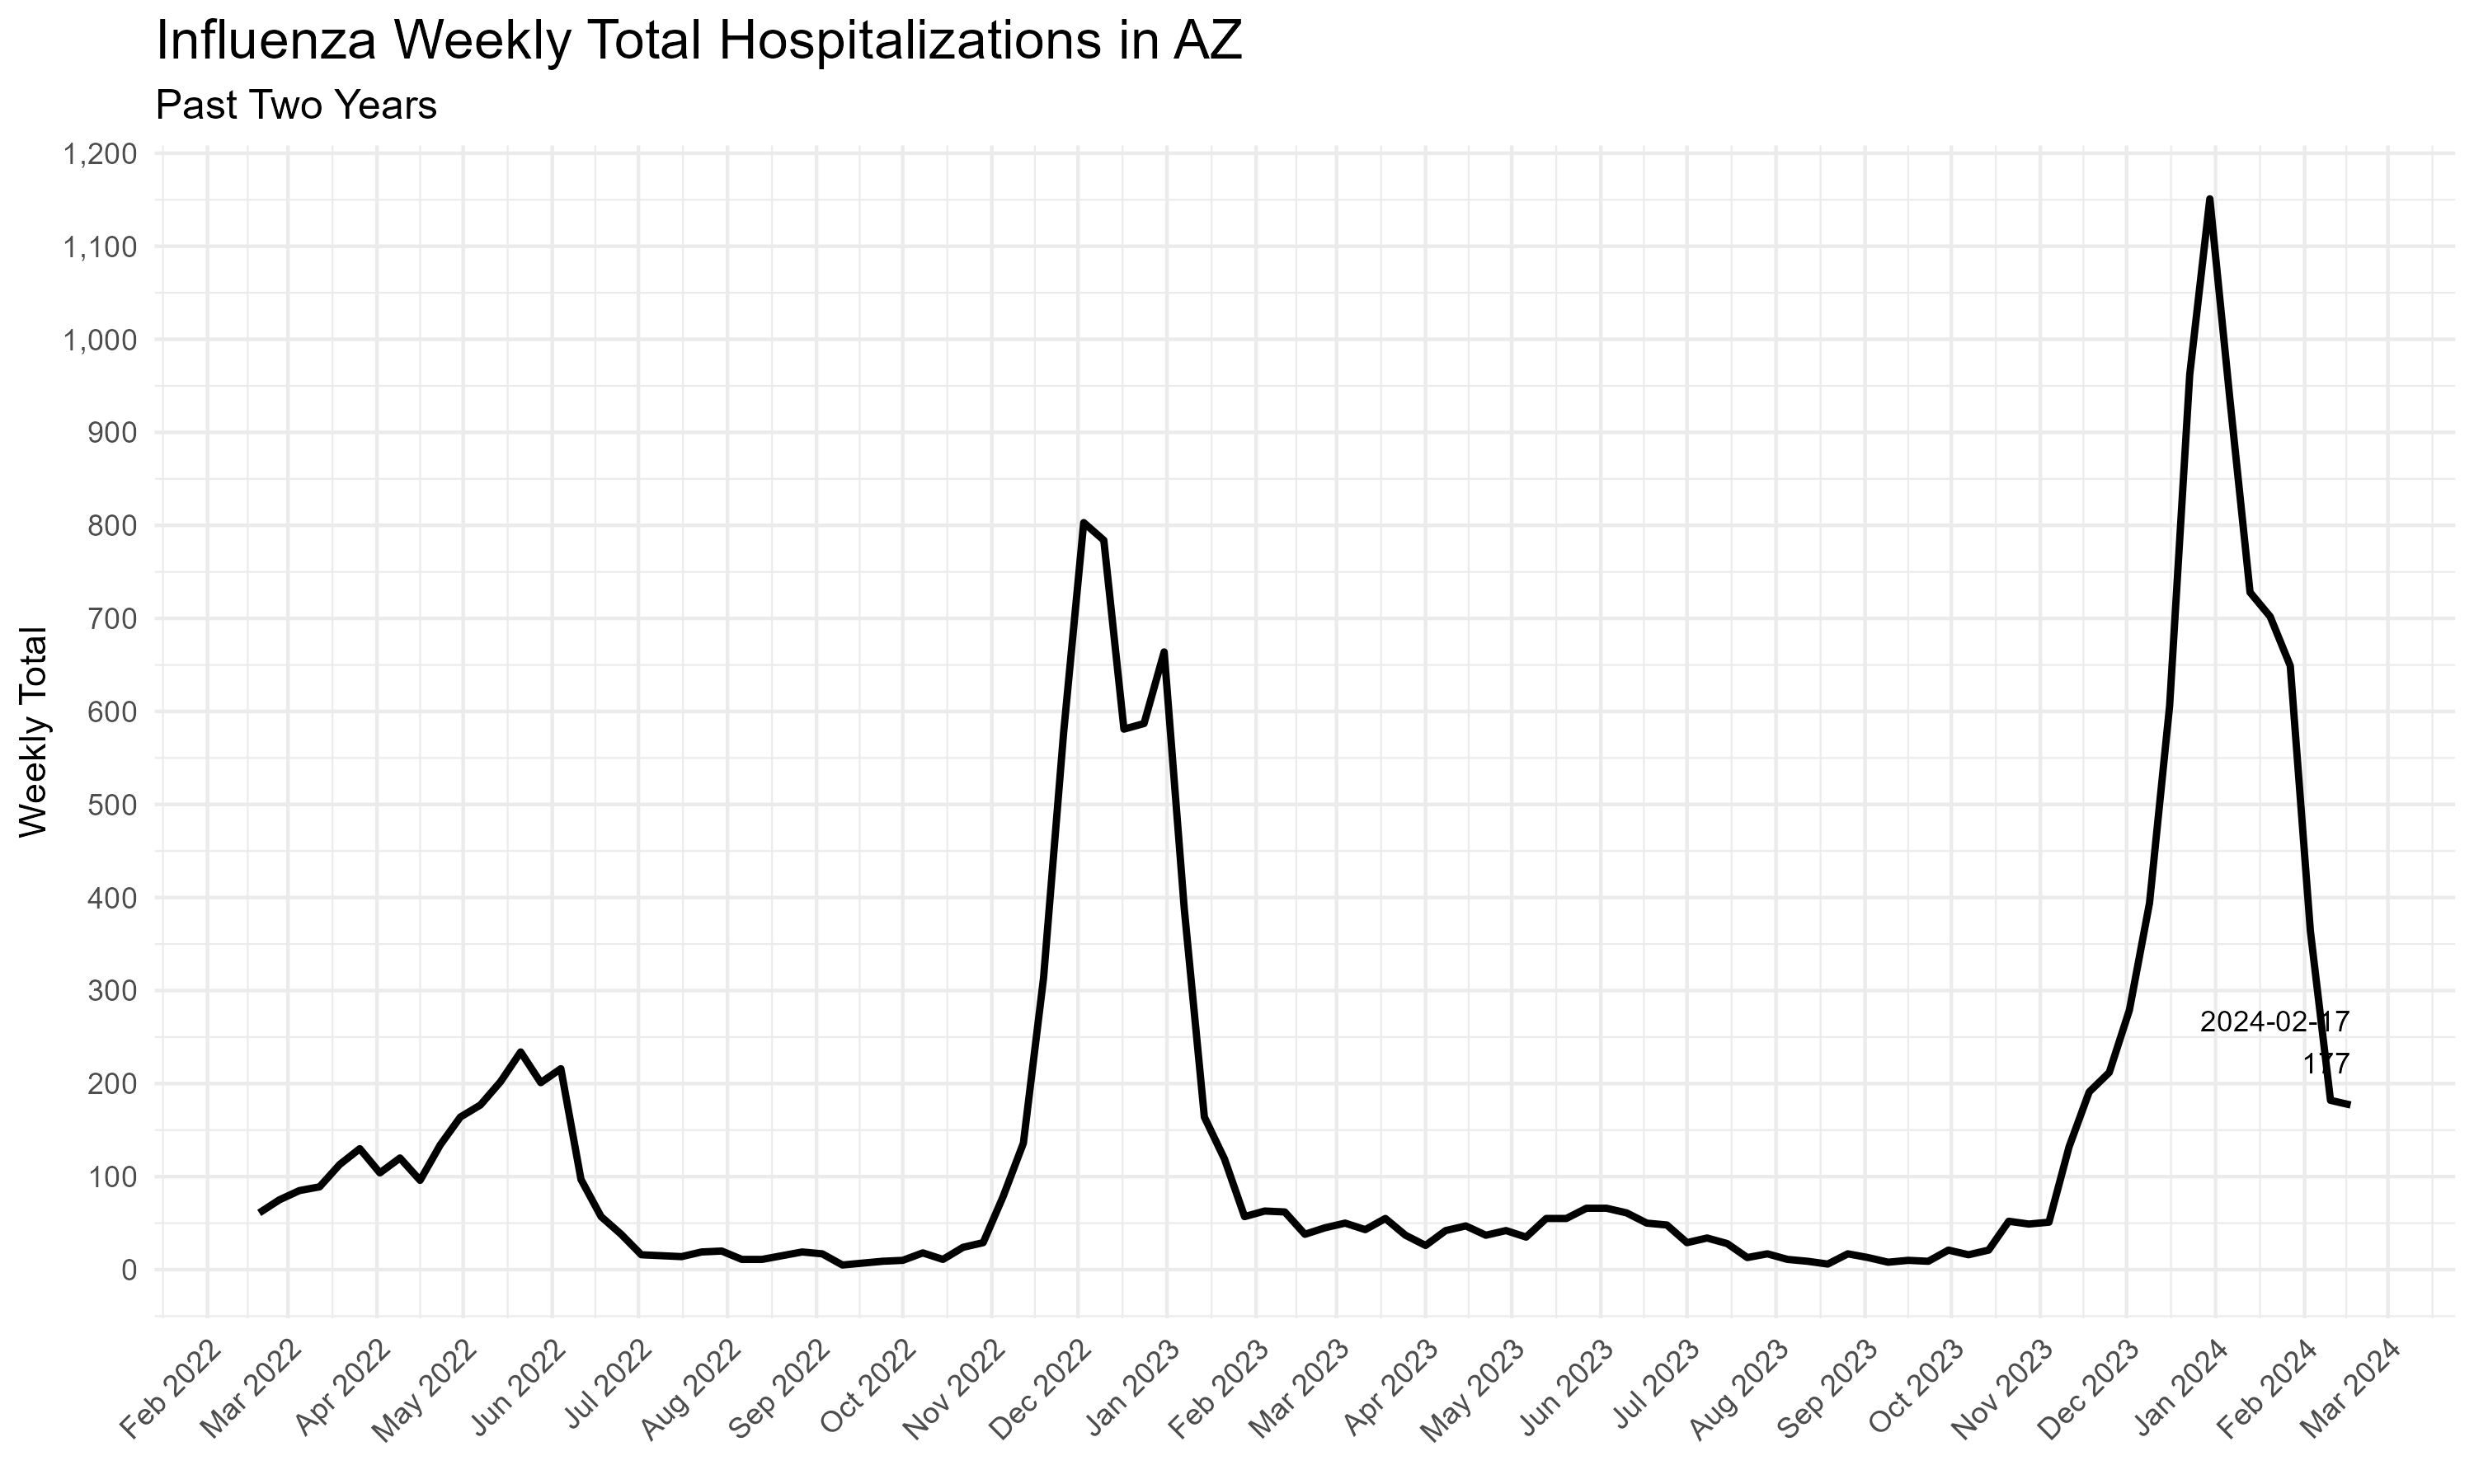 Influenza Weekly Total Hospitalizations in AZ
Past Two Years
1,200
1,100
1,000
900
800
700
600
500
400
300
200
100
0
Weekly Total
2024-02-17
177
Feb 2022
Mar 2022
Apr 2022
May 2022
Jun 2022
Jul 2022
Aug 2022
Sep 2022
Oct 2022
Nov 2022
Dec 2022
Jan 2023
Feb 2023
Mar 2023
Apr 2023
May 2023
Jun 2023
Jul 2023
Aug 2023
Sep 2023
Oct 2023
Nov 2023
Dec 2023
Jan 2024
Feb 2024
Mar 2024